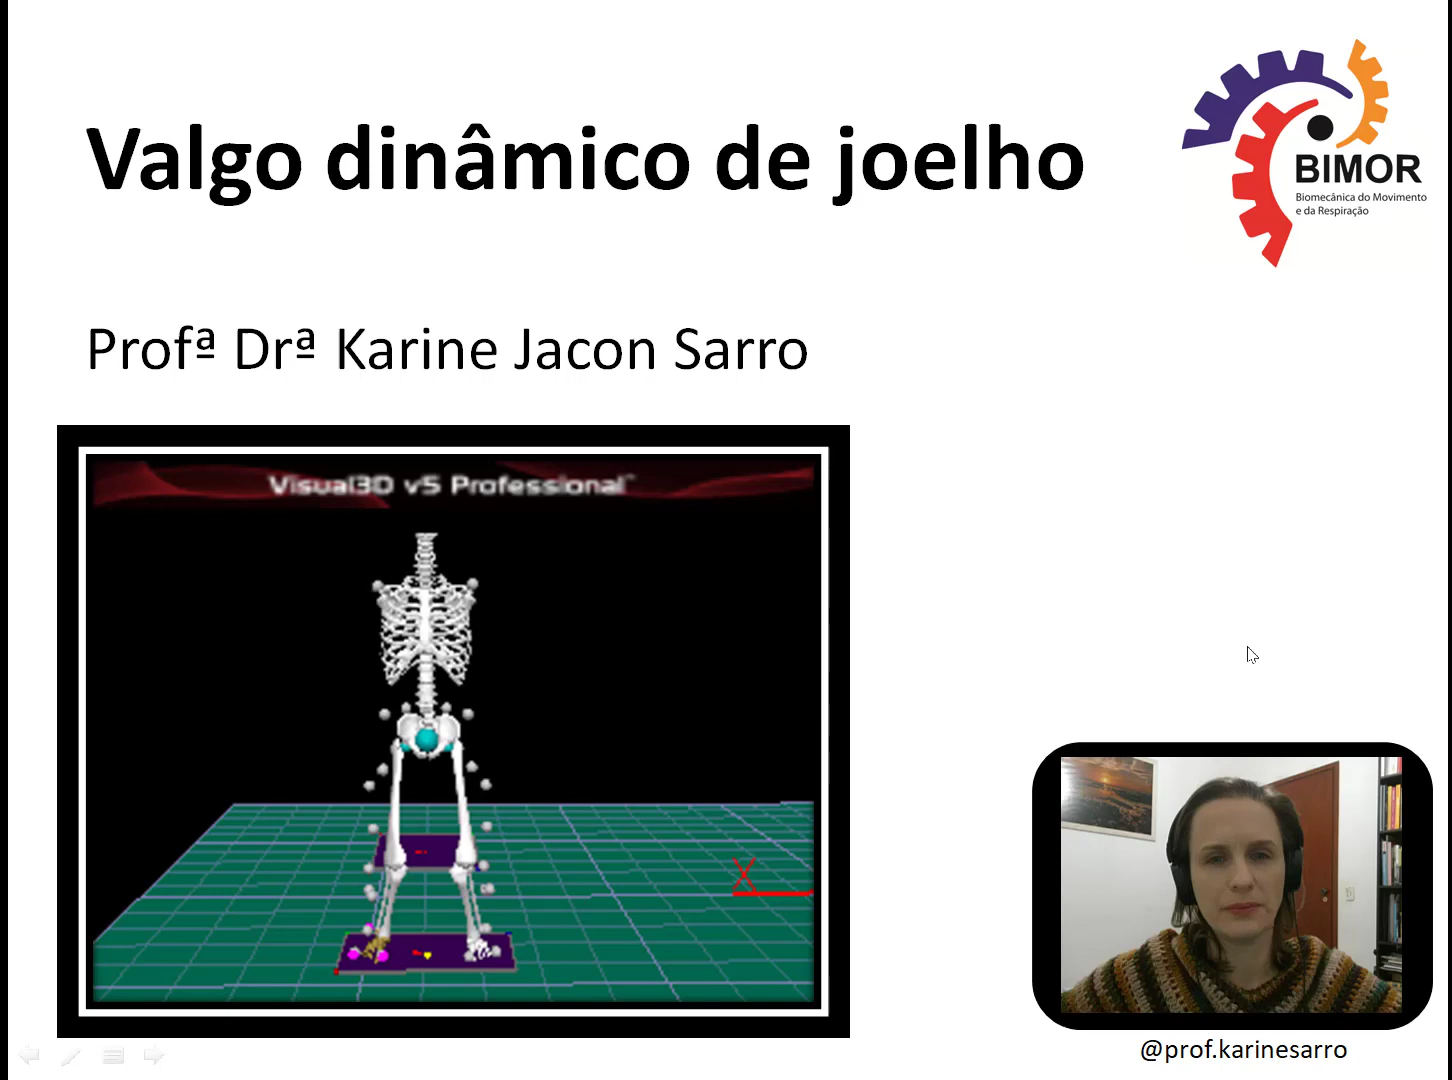 Valgo dinâmico de joelho
BIMOR
Biomecânica do Movimento
e da Respiração
Profª Drª Karine Jacon Sarro
Visual3D v5 Professional™
X
@prof.karinesarro